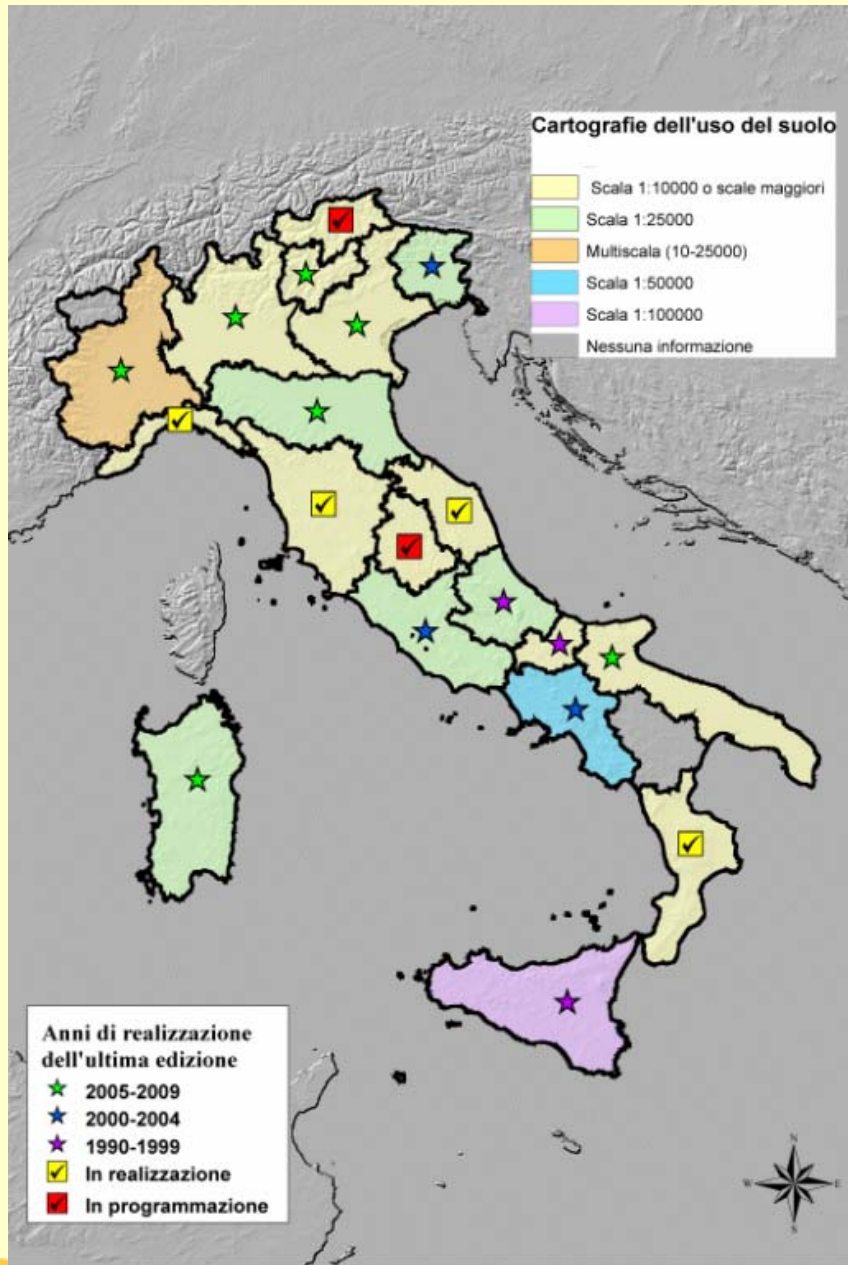 Cartografie dell'uso del suolo
Scala 1:10000 o scale maggiori
Scala 1:25000
Multiscala (10-25000)
Scala 1:50000
Scala 1:100000
Nessuna informazione
Anni di realizzazione
dell'ultima edizione
2005-2009
2000-2004
1990-1999
In realizzazione
In programmazione
N
W E
S